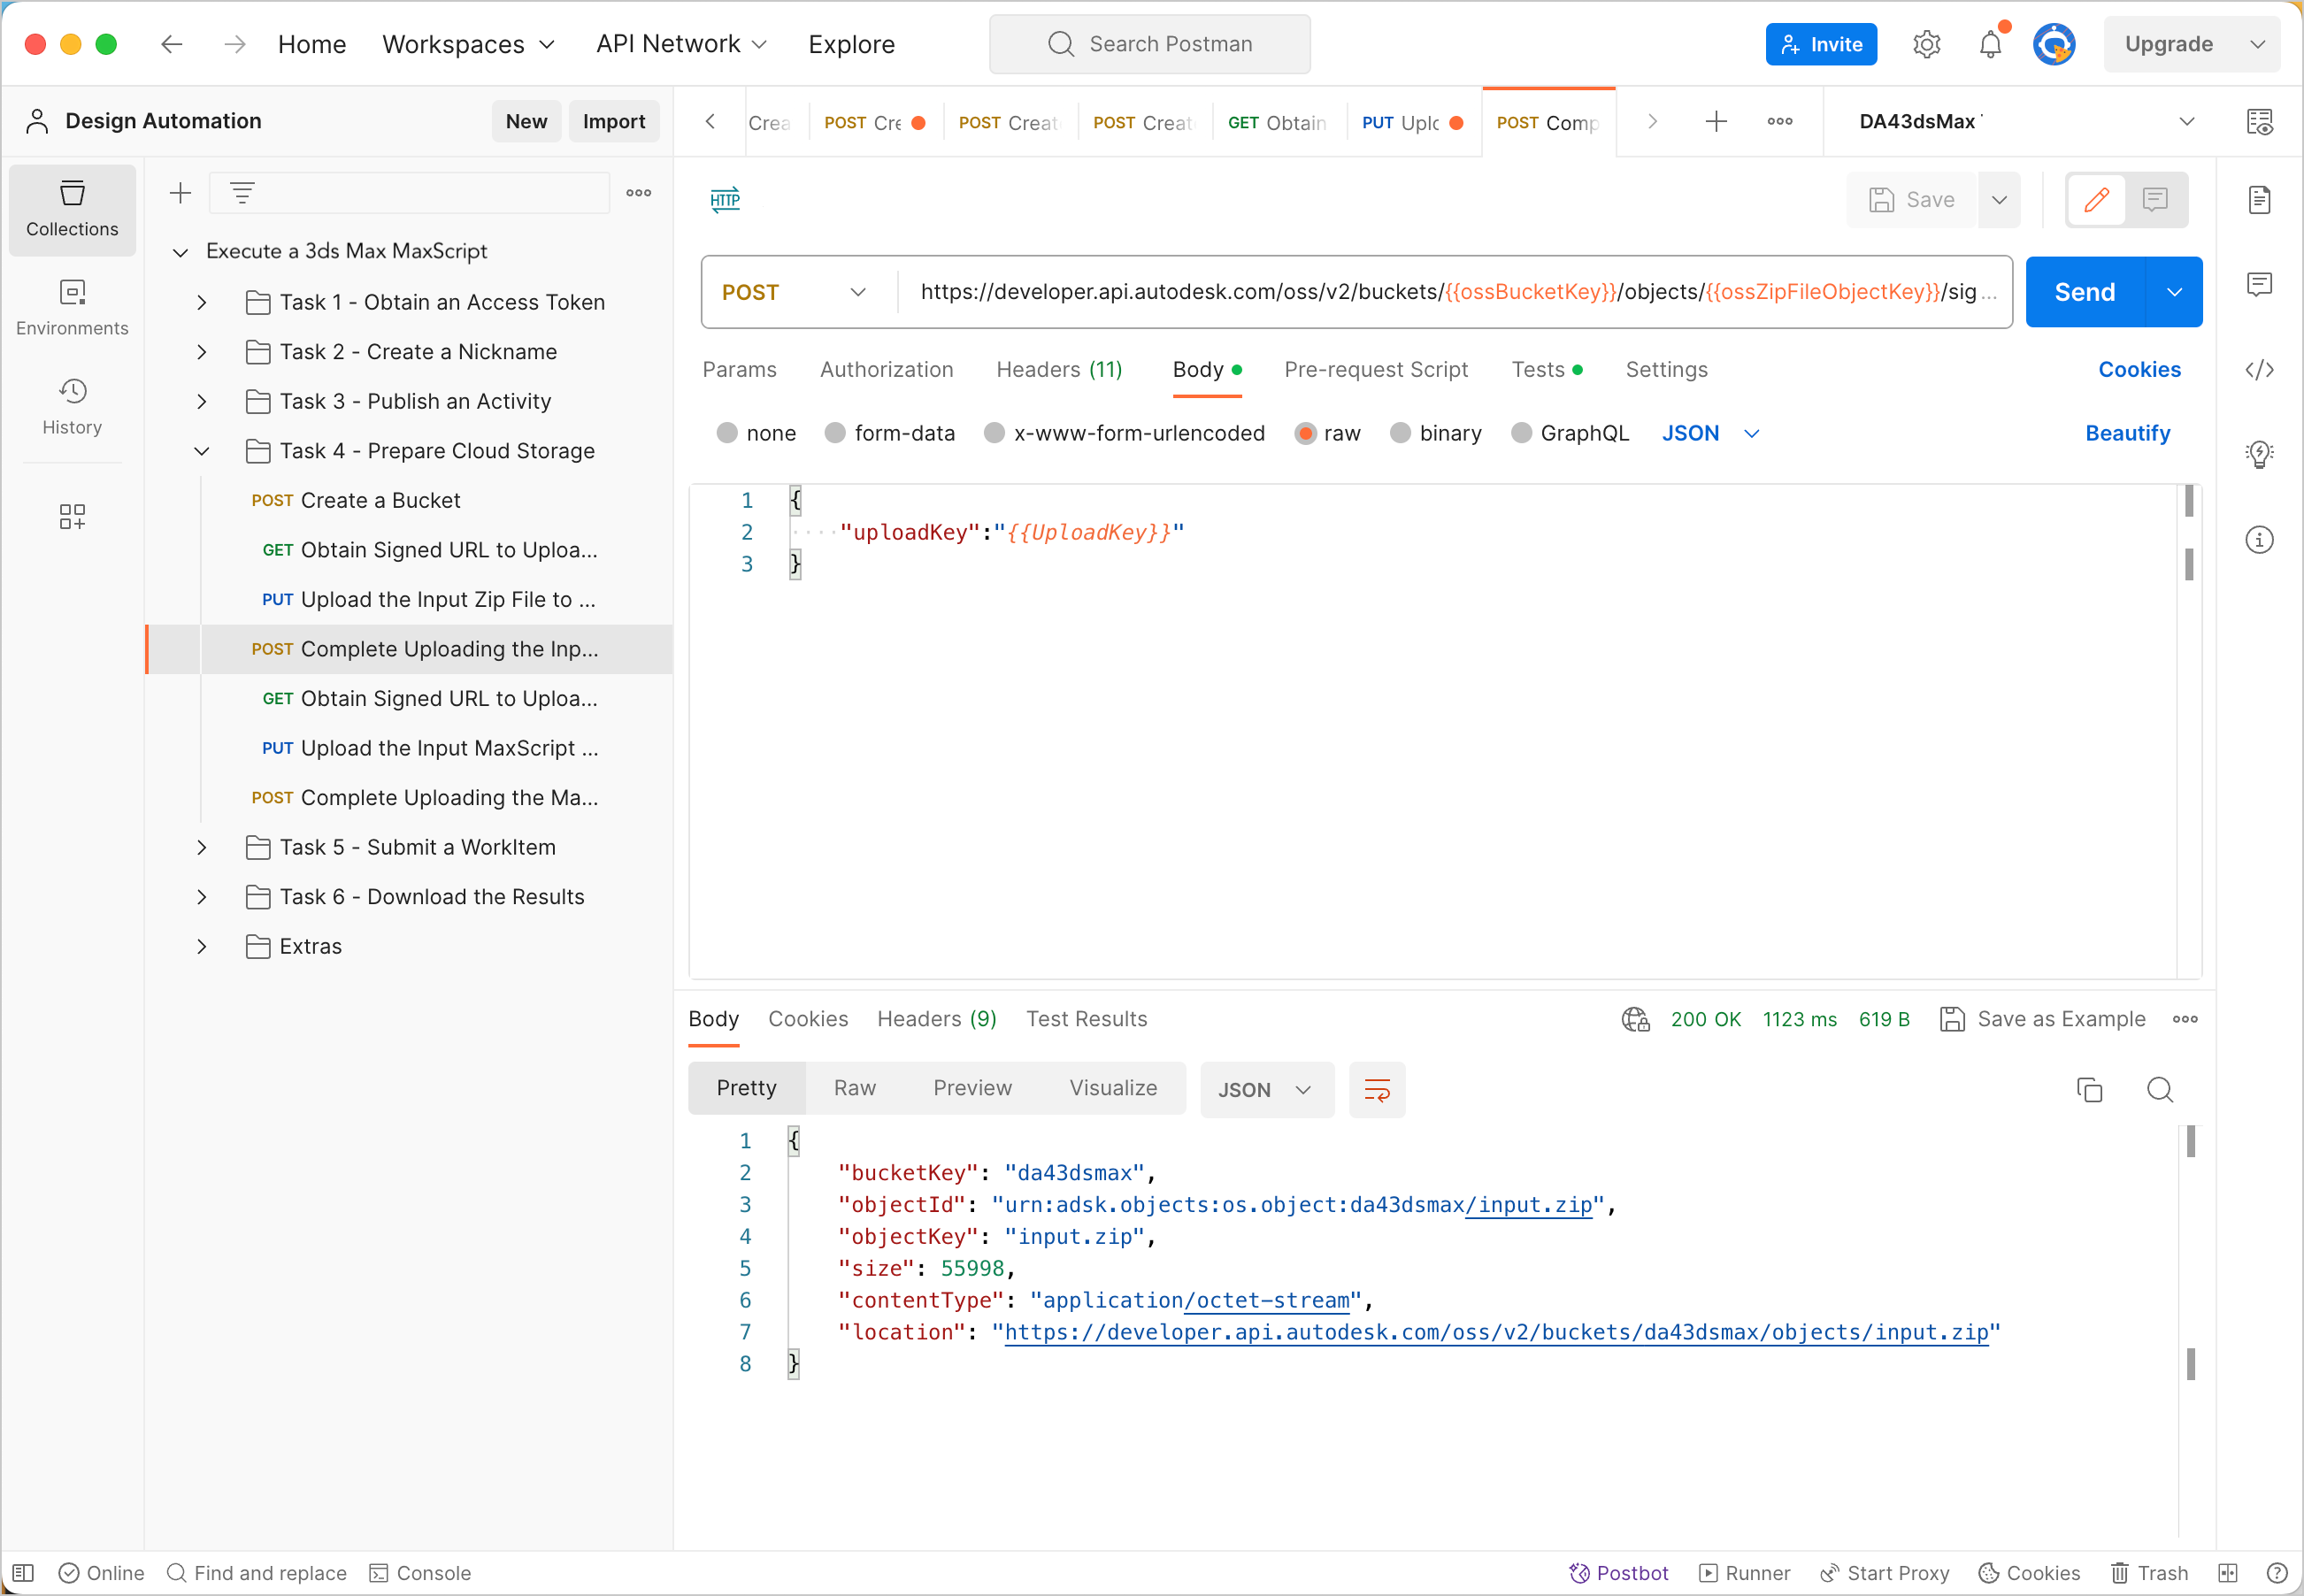 Home
Workspaces
API Network
Explore
Search Postman
Invite
Upgrade
Design Automation
New
Import
Crea
POST Cre
POST Creat
POST Creat
GET Obtain
PUT Uplo
POST Comp
DA43dsMax
Collections
Environments
History
Execute a 3ds Max MaxScript
Task 1 - Obtain an Access Token
Task 2 - Create a Nickname
Task 3 - Publish an Activity
Task 4 - Prepare Cloud Storage
POST Create a Bucket
GET Obtain Signed URL to Uploa...
PUT Upload the Input Zip File to ...
POST Complete Uploading the Inp...
GET Obtain Signed URL to Uploa...
PUT Upload the Input MaxScript ...
POST Complete Uploading the Ma...
Task 5 - Submit a WorkItem
Task 6 - Download the Results
Extras
HTTP
Save
POST
https://developer.api.autodesk.com/oss/v2/buckets/{{ossBucketKey}}/objects/{{ossZipFileObjectKey}}/sig...
Send
Params
Authorization
Headers (11)
Body
Pre-request Script
Tests
Settings
Cookies
none
form-data
x-www-form-urlencoded
raw
binary
GraphQL
JSON
Beautify
1 {
2 ····"uploadKey":"{{UploadKey}}"
3 }
Body
Cookies
Headers (9)
Test Results
200 OK
1123 ms
619 B
Save as Example
Pretty
Raw
Preview
Visualize
JSON
1 {
2 "bucketKey": "da43dsmax",
3 "objectId": "urn:adsk.objects:os.object:da43dsmax/input.zip",
4 "objectKey": "input.zip",
5 "size": 55998,
6 "contentType": "application/octet-stream",
7 "location": "https://developer.api.autodesk.com/oss/v2/buckets/da43dsmax/objects/input.zip"
8 }
Online
Find and replace
Console
Postbot
Runner
Start Proxy
Cookies
Trash